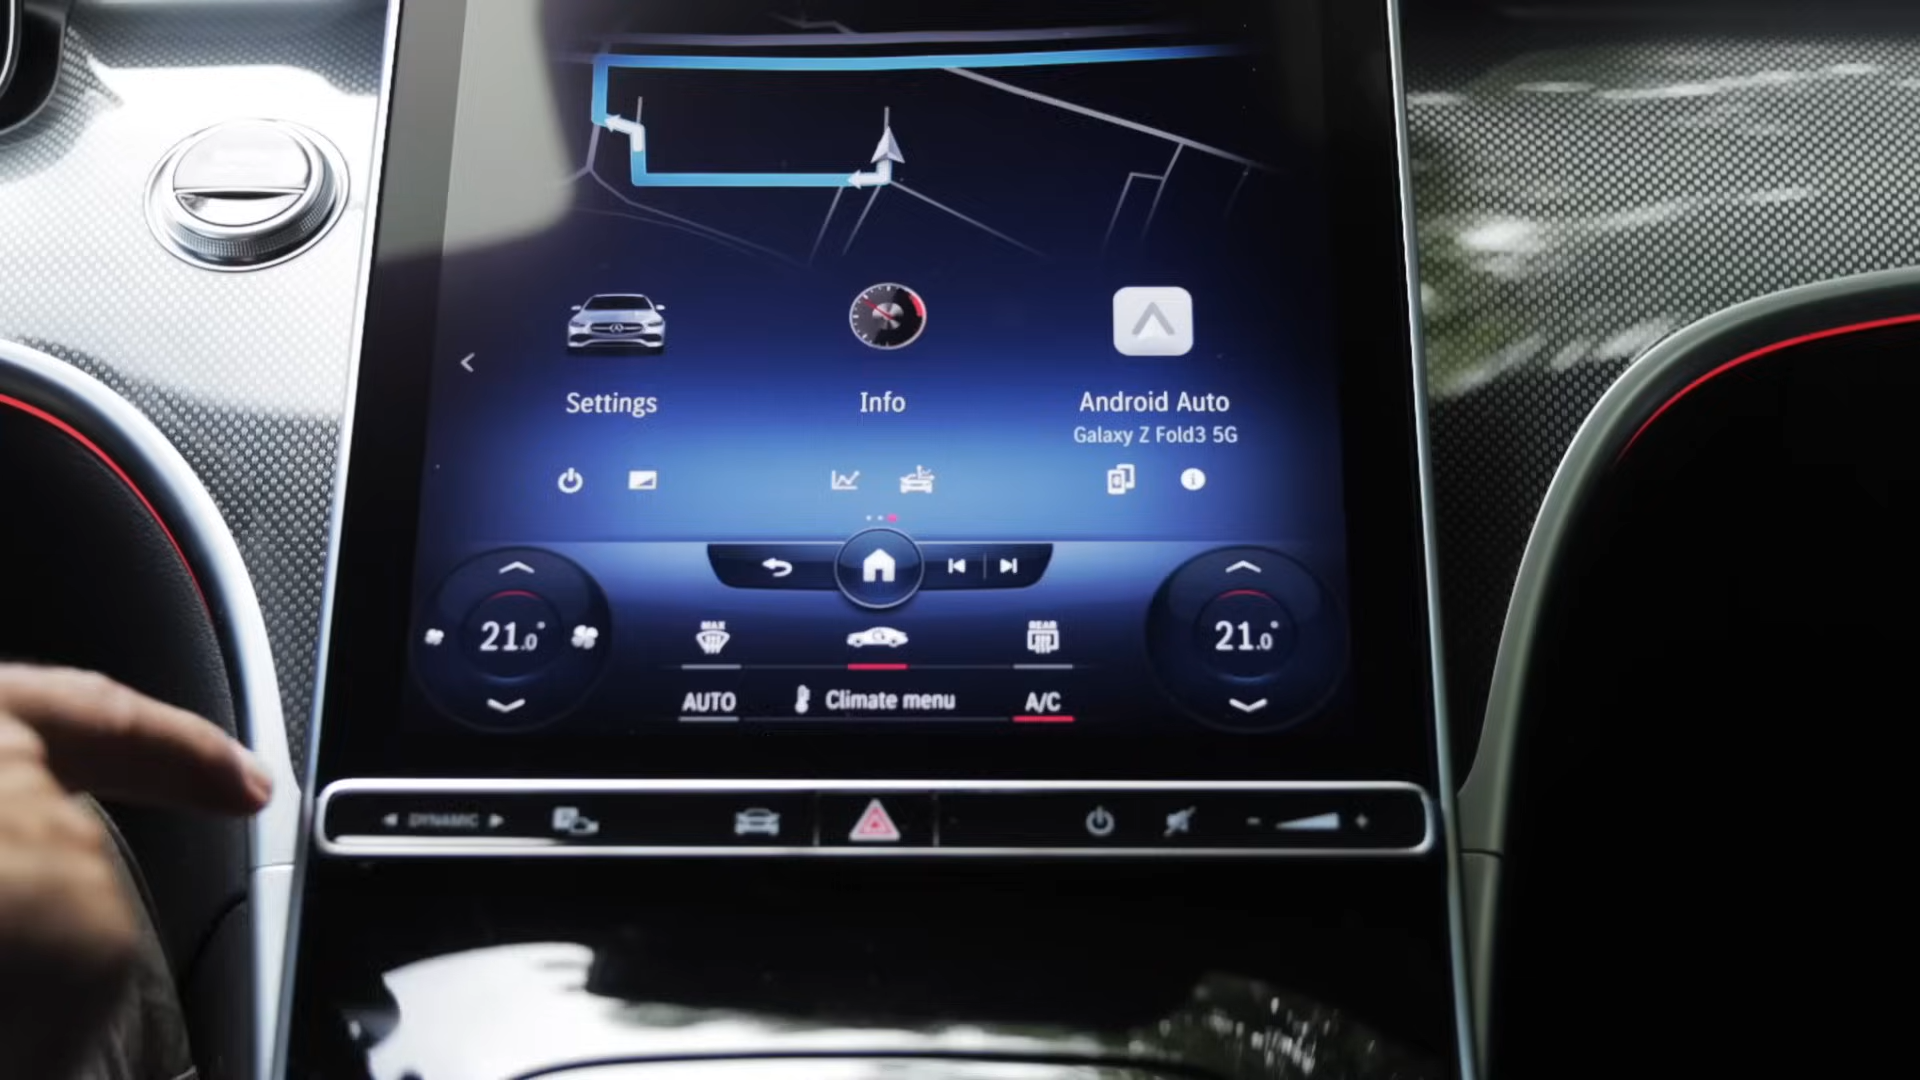 Settings
Info
Android Auto
Galaxy Z Fold3 5G
21.0°
MAX
REAR
21.0°
AUTO
Climate menu
A/C
DYNAMIC